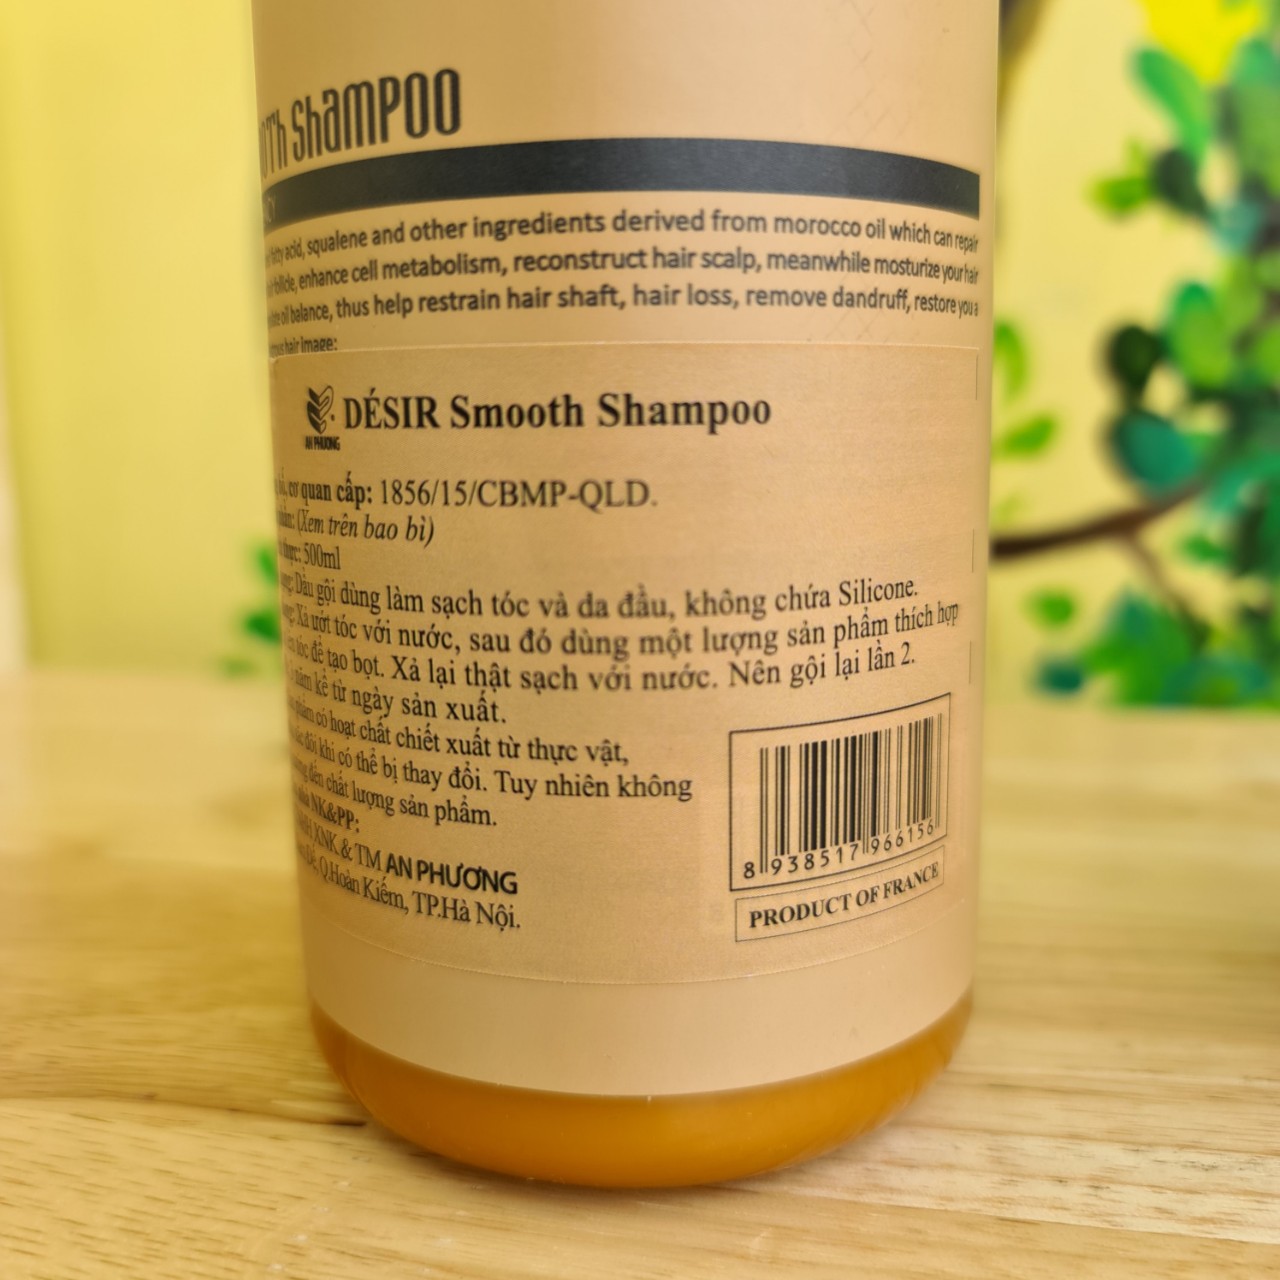 Shampoo
fatty acid, squalene and other ingredients derived from morocco oil which can repair
enhance cell metabolism, reconstruct hair scalp, meanwhile mosturize your hair
oil balance, thus help restrain hair shaft, hair loss, remove dandruff, restore you a
hair image:
AN PHƯƠNG
DÉSIR Smooth Shampoo
cơ quan cấp: 1856/15/CBMP-QLD.
(Xem trên bao bì)
thực: 500ml
Dầu gội dùng làm sạch tóc và da đầu, không chứa Silicone.
Xả ướt tóc với nước, sau đó dùng một lượng sản phẩm thích hợp
tóc để tạo bọt. Xả lại thật sạch với nước. Nên gội lại lần 2.
năm kể từ ngày sản xuất.
phẩm có hoạt chất chiết xuất từ thực vật,
đôi khi có thể bị thay đổi. Tuy nhiên không
đến chất lượng sản phẩm.
NK&PP:
XNK & TM AN PHƯƠNG
Q.Hoàn Kiếm, TP.Hà Nội.
8 938517 966156
PRODUCT OF FRANCE